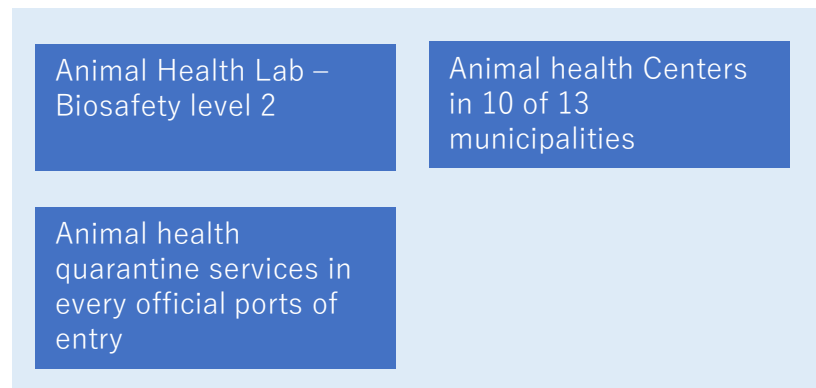 Animal Health Lab –
Biosafety level 2
Animal health Centers
in 10 of 13
municipalities
Animal health
quarantine services in
every official ports of
entry